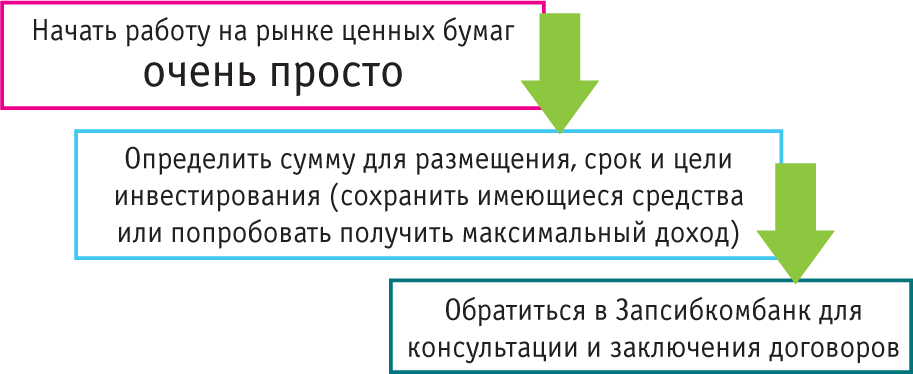 Начать работу на рынке ценных бумаг
очень просто
Определить сумму для размещения, срок и цели
инвестирования (сохранить имеющиеся средства
или попробовать получить максимальный доход)
Обратиться в Запсибкомбанк для
консультации и заключения договоров